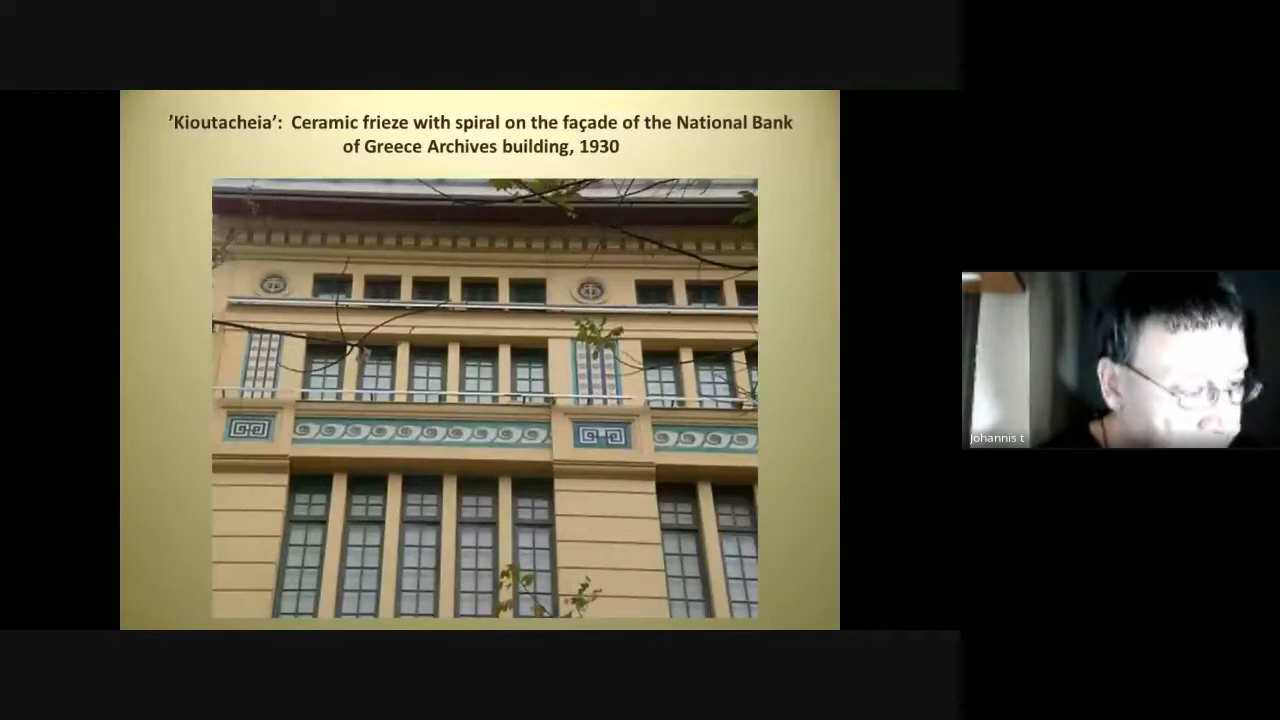 ’Kioutacheia’:  Ceramic frieze with spiral on the façade of the National Bank
of Greece Archives building, 1930
Johannis t